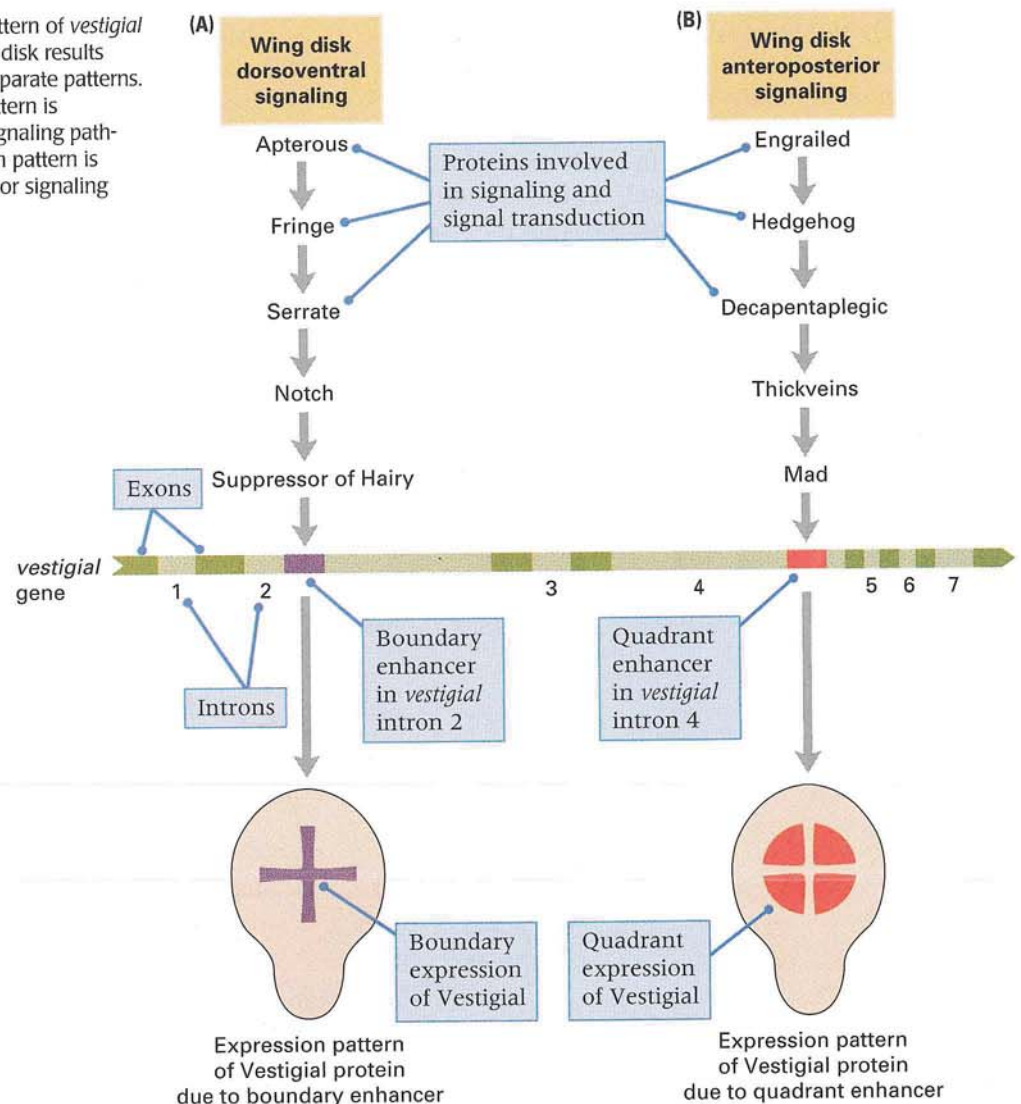 ttern of vestigial
disk results
parate patterns.
ttern is
gnaling path-
n pattern is
or signaling
(A)
Wing disk
dorsoventral
signaling
Apterous
Fringe
Serrate
Notch
Suppressor of Hairy
Proteins involved
in signaling and
signal transduction
(B)
Wing disk
anteroposterior
signaling
Engrailed
Hedgehog
Decapentaplegic
Thickveins
Mad
Exons
vestigial
gene
1 2 3 4 5 6 7
Introns
Boundary
enhancer
in vestigial
intron 2
Quadrant
enhancer
in vestigial
intron 4
Boundary
expression
of Vestigial
Quadrant
expression
of Vestigial
Expression pattern
of Vestigial protein
due to boundary enhancer
Expression pattern
of Vestigial protein
due to quadrant enhancer